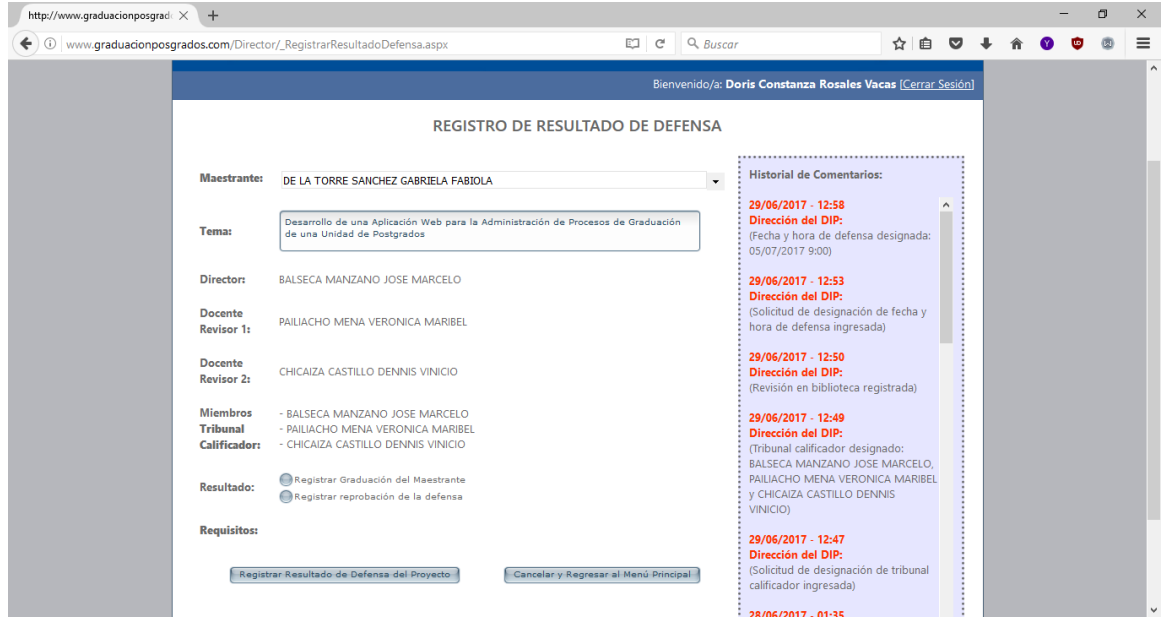 http://www.graduacionposgrad
www.graduacionposgrados.com/Director/_RegistrarResultadoDefensa.aspx
Buscar
Bienvenido/a: Doris Constanza Rosales Vacas [Cerrar Sesión]
REGISTRO DE RESULTADO DE DEFENSA
Maestrante:
DE LA TORRE SANCHEZ GABRIELA FABIOLA
Tema:
Desarrollo de una Aplicación Web para la Administración de Procesos de Graduación
de una Unidad de Postgrados
Director:
BALSECA MANZANO JOSE MARCELO
Docente
Revisor 1:
PAILIACHO MENA VERONICA MARIBEL
Docente
Revisor 2:
CHICAIZA CASTILLO DENNIS VINICIO
Miembros
Tribunal
Calificador:
- BALSECA MANZANO JOSE MARCELO
- PAILIACHO MENA VERONICA MARIBEL
- CHICAIZA CASTILLO DENNIS VINICIO
Resultado:
Registrar Graduación del Maestrante
Registrar reprobación de la defensa
Requisitos:
Registrar Resultado de Defensa del Proyecto
Cancelar y Regresar al Menú Principal
Historial de Comentarios:
29/06/2017 - 12:58
Dirección del DIP:
(Fecha y hora de defensa designada:
05/07/2017 9:00)
29/06/2017 - 12:53
Dirección del DIP:
(Solicitud de designación de fecha y
hora de defensa ingresada)
29/06/2017 - 12:50
Dirección del DIP:
(Revisión en biblioteca registrada)
29/06/2017 - 12:49
Dirección del DIP:
(Tribunal calificador designado:
BALSECA MANZANO JOSE MARCELO,
PAILIACHO MENA VERONICA MARIBEL
y CHICAIZA CASTILLO DENNIS
VINICIO)
29/06/2017 - 12:47
Dirección del DIP:
(Solicitud de designación de tribunal
calificador ingresada)
28/06/2017 - 01:35